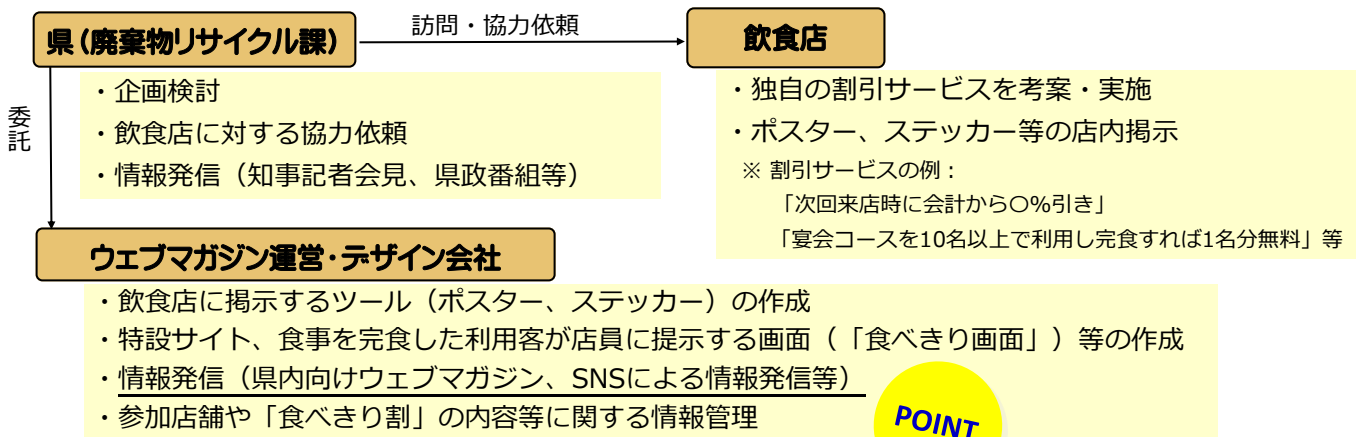 県（廃棄物リサイクル課）
訪問・協力依頼
飲食店
委託
・企画検討
・飲食店に対する協力依頼
・情報発信（知事記者会見、県政番組等）
・独自の割引サービスを考案・実施
・ポスター、ステッカー等の店内掲示
※ 割引サービスの例：
「次回来店時に会計から〇%引き」
「宴会コースを10名以上で利用し完食すれば1名分無料」等
ウェブマガジン運営・デザイン会社
・飲食店に掲示するツール（ポスター、ステッカー）の作成
・特設サイト、食事を完食した利用客が店員に提示する画面（「食べきり画面」）等の作成
・情報発信（県内向けウェブマガジン、SNSによる情報発信等）
・参加店舗や「食べきり割」の内容等に関する情報管理
POINT